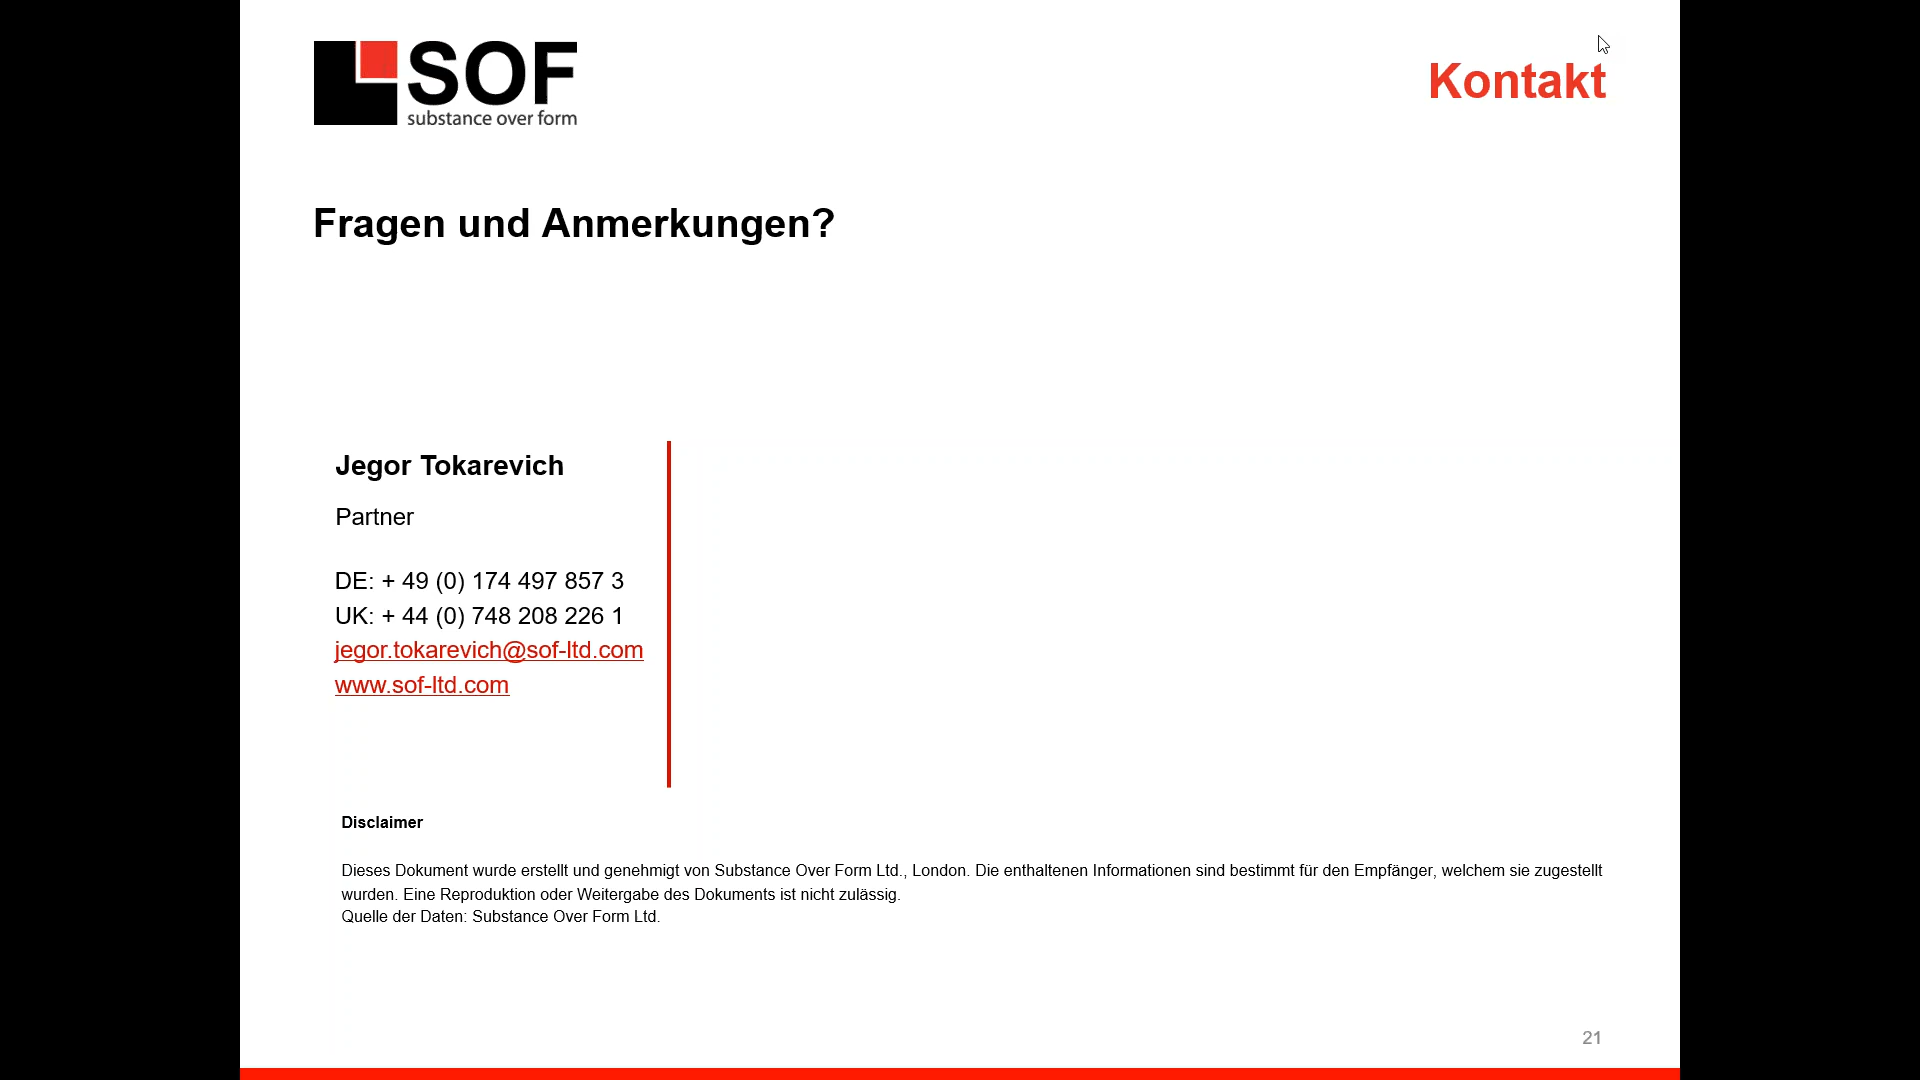 SOF
substance over form
Kontakt
Fragen und Anmerkungen?
Jegor Tokarevich
Partner
DE: + 49 (0) 174 497 857 3
UK: + 44 (0) 748 208 226 1
jegor.tokarevich@sof-ltd.com
www.sof-ltd.com
Disclaimer
Dieses Dokument wurde erstellt und genehmigt von Substance Over Form Ltd., London. Die enthaltenen Informationen sind bestimmt für den Empfänger, welchem sie zugestellt
wurden. Eine Reproduktion oder Weitergabe des Dokuments ist nicht zulässig.
Quelle der Daten: Substance Over Form Ltd.
21